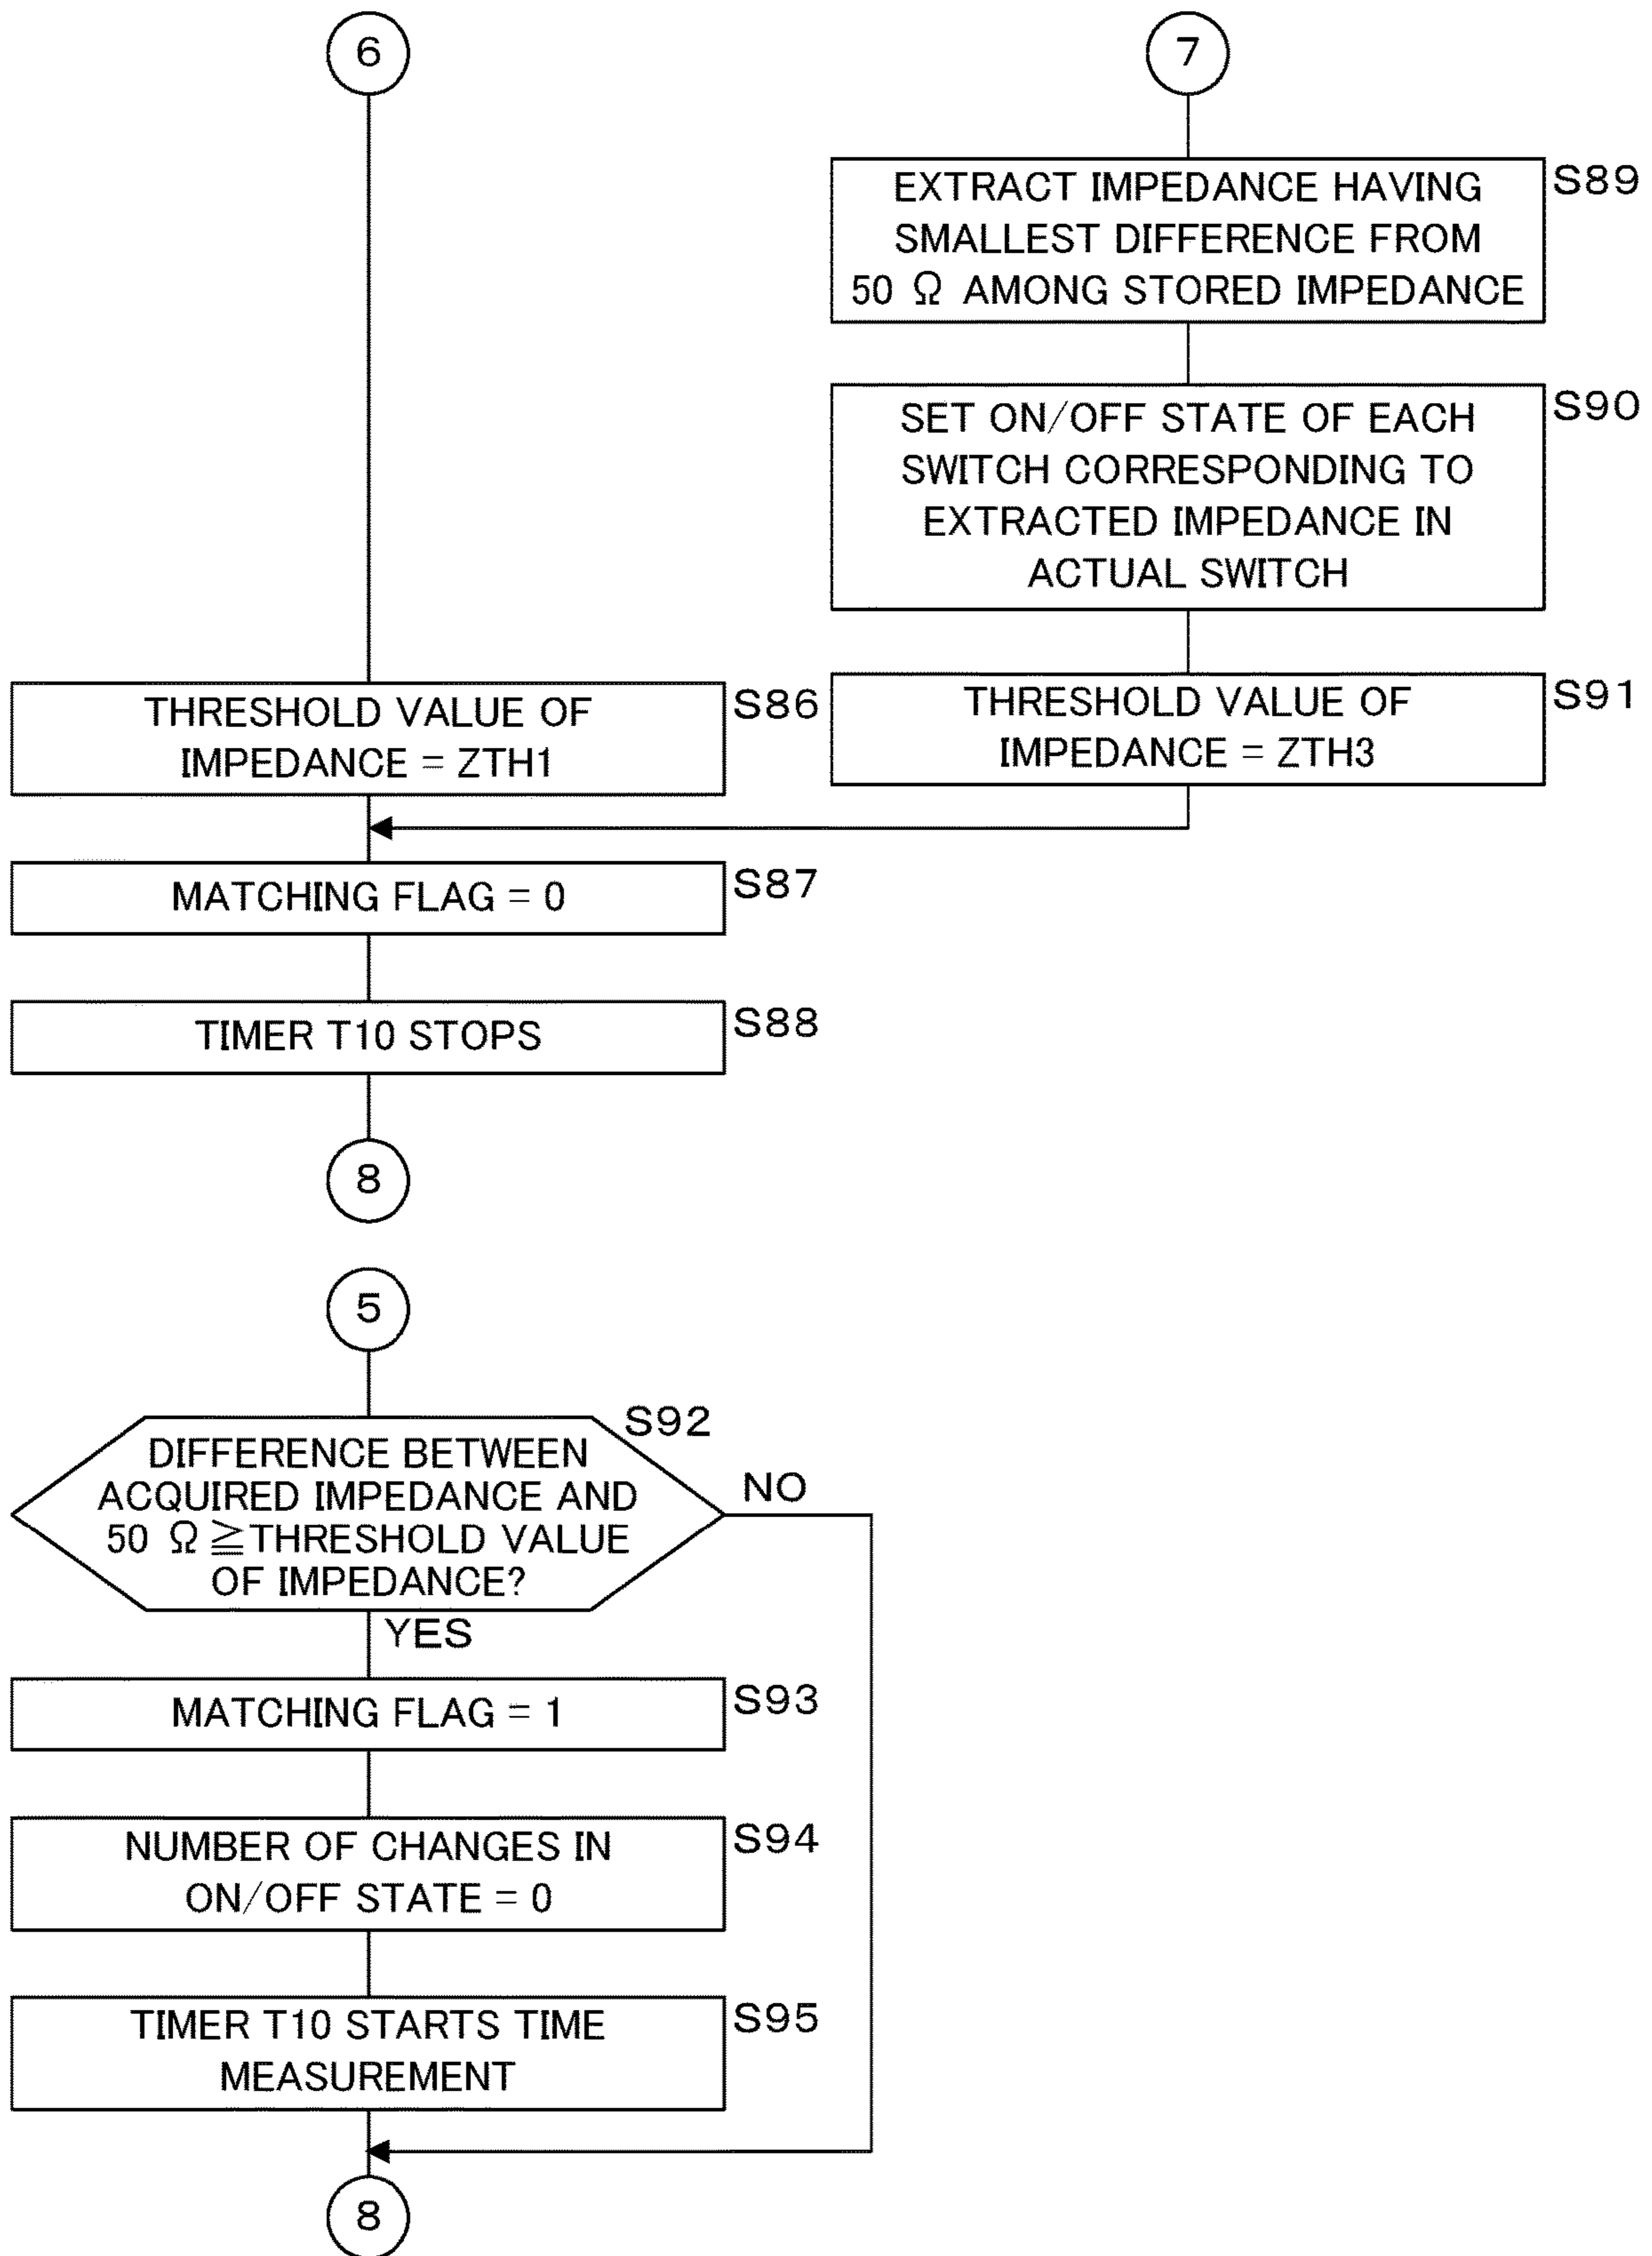 6
7
EXTRACT IMPEDANCE HAVING
SMALLEST DIFFERENCE FROM
50 Ω AMONG STORED IMPEDANCE
S89
SET ON/OFF STATE OF EACH
SWITCH CORRESPONDING TO
EXTRACTED IMPEDANCE IN
ACTUAL SWITCH
S90
THRESHOLD VALUE OF
IMPEDANCE = ZTH1
S86
THRESHOLD VALUE OF
IMPEDANCE = ZTH3
S91
MATCHING FLAG = 0
S87
TIMER T10 STOPS
S88
8
5
S92
DIFFERENCE BETWEEN
ACQUIRED IMPEDANCE AND
50 Ω ≧ THRESHOLD VALUE
OF IMPEDANCE?
NO
YES
MATCHING FLAG = 1
S93
NUMBER OF CHANGES IN
ON/OFF STATE = 0
S94
TIMER T10 STARTS TIME
MEASUREMENT
S95
8